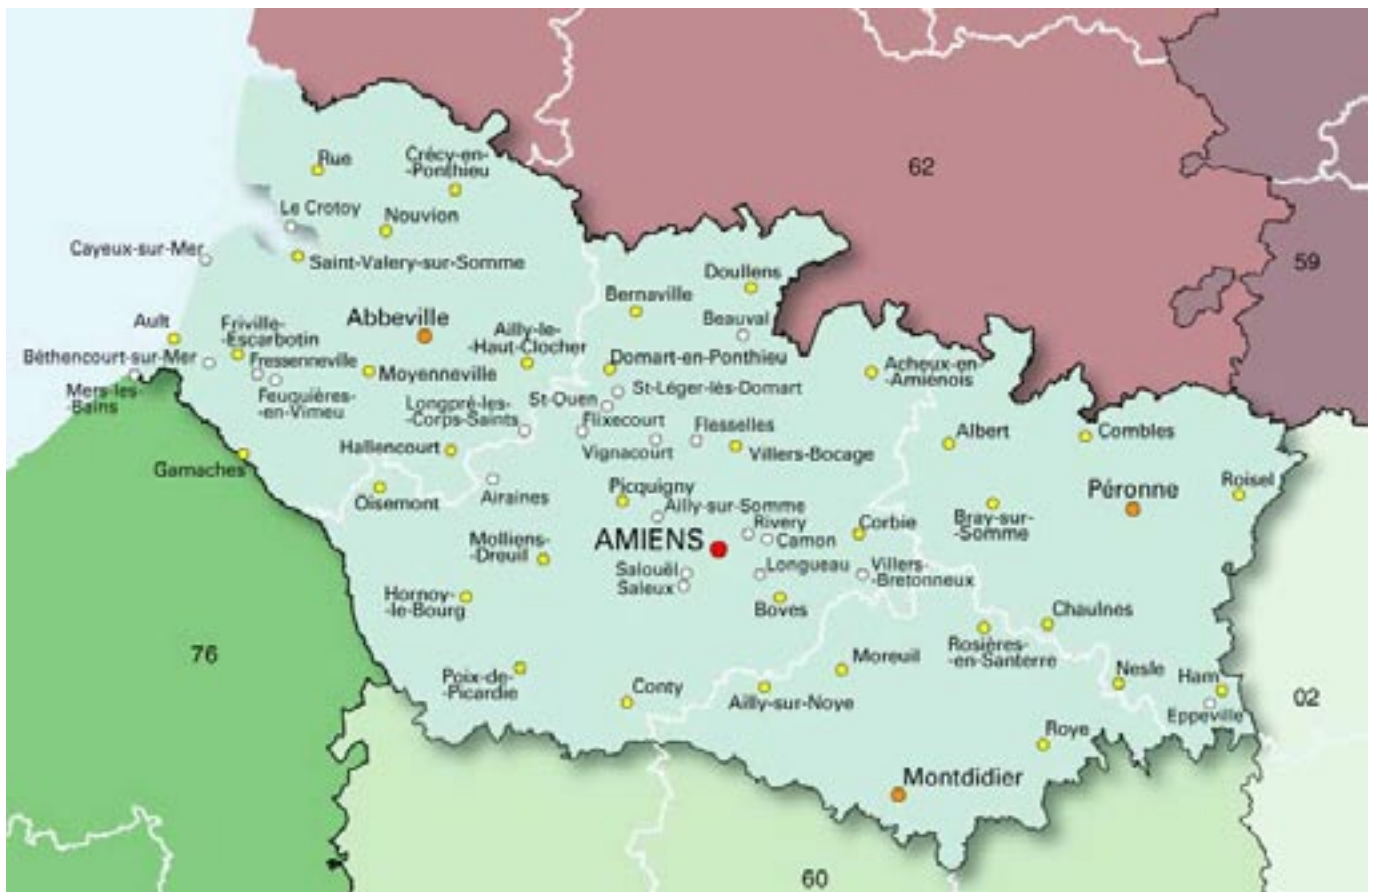 62
Rue
Crécy-en-
-Ponthieu
Le Crotoy
Nouvion
Cayeux-sur-Mer
Saint-Valery-sur-Somme
59
Doullens
Bernaville
Beauval
Ault
Friville-
-Escarbotin
Abbeville
Ailly-le-
-Haut-Clocher
Béthencourt-sur-Mer
Fressenneville
Domart-en-Ponthieu
Acheux-en-
-Amienois
Mers-les-
-Bains
Feuquières-
-en-Vimeu
Moyenneville
St-Léger-lès-Domart
Longpré-les-
-Corps-Saints
St-Ouen
Flixecourt
Flesselles
Albert
Combles
Hallencourt
Vignacourt
Villers-Bocage
Gamaches
Oisemont
Airaines
Picquigny
Péronne
Roisel
Ailly-sur-Somme
Bray-sur-
-Somme
Rivery
Corbie
AMIENS
Camon
Molliens-
-Dreuil
Salouël
Longueau
Villers-
-Bretonneux
Saleux
Hornoy-
-le-Bourg
Boves
Chaulnes
76
Moreuil
Rosières-
-en-Santerre
Poix-de-
-Picardie
Conty
Ailly-sur-Noye
Nesle
Ham
02
Eppeville
Roye
Montdidier
60